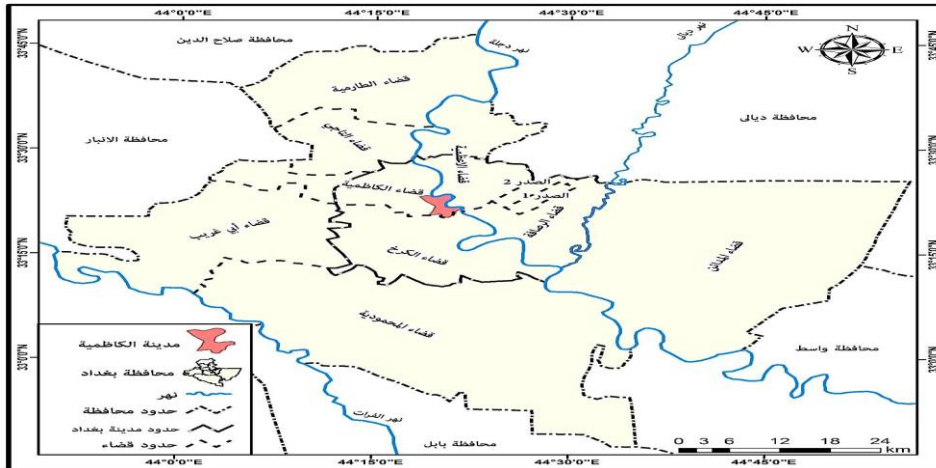 44°0'0"E 44°15'0"E 44°30'0"E 44°45'0"E
33°45'0"N
33°30'0"N
33°15'0"N
33°0'0"N
محافظة صلاح الدين
نهر دجلة
نهر ديالى
N
W E
S
قضاء الطارمية
محافظة ديالى
محافظة الانبار
قضاء التاجي
قضاء الاعظمية
الصدر 2
الصدر 1
قضاء الكاظمية
قضاء الرصافة
قضاء أبي غريب
قضاء الكرخ
قضاء المدائن
قضاء المحمودية
محافظة واسط
مدينة الكاظمية
محافظة بغداد
نهر
حدود محافظة
حدود مدينة بغداد
حدود قضاء
نهر الفرات
محافظة بابل
0 3 6 12 18 24
km
44°0'0"E 44°15'0"E 44°30'0"E 44°45'0"E